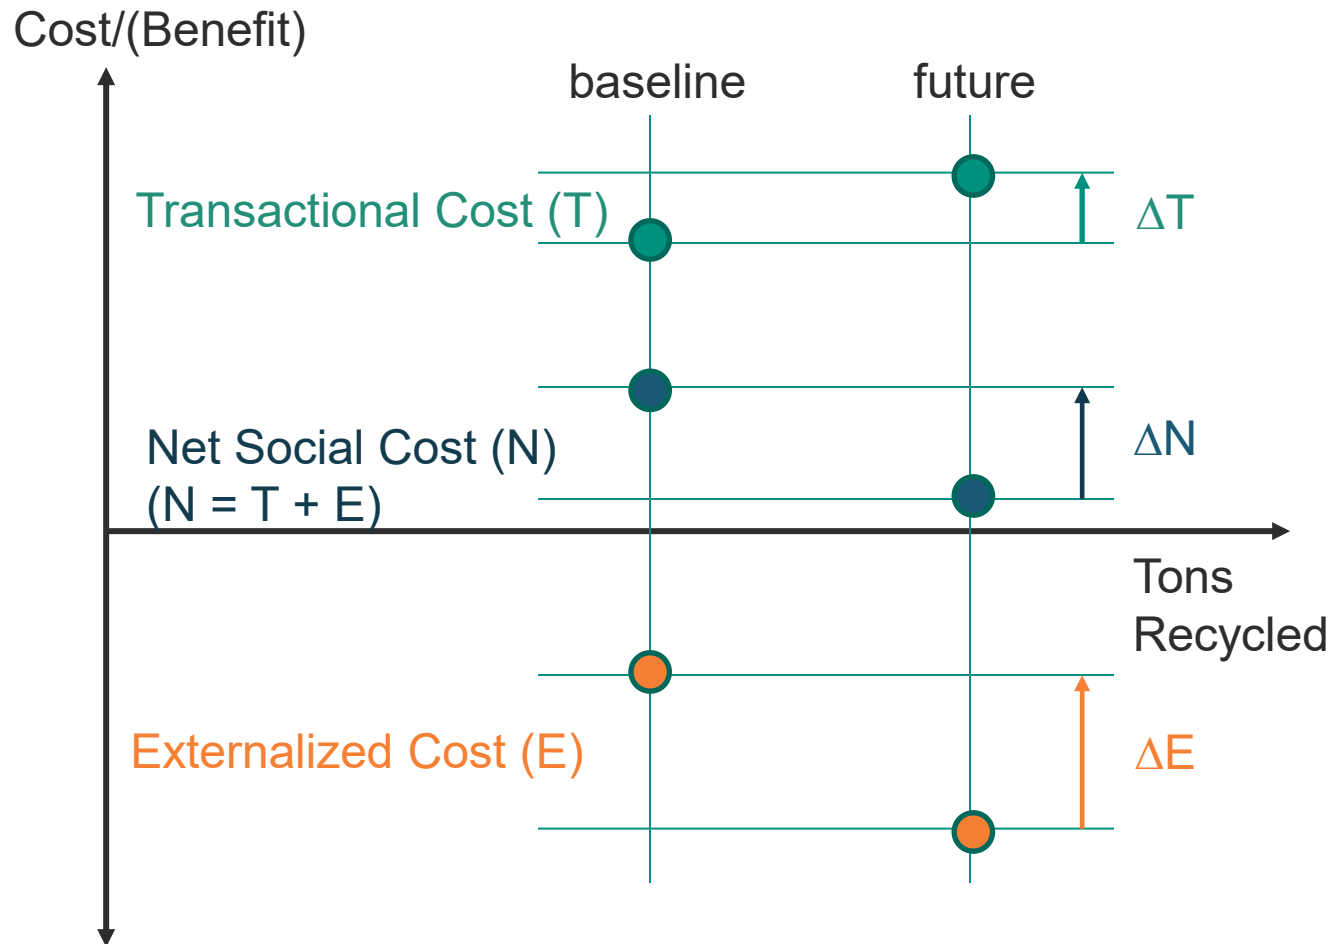 Cost/(Benefit)
baseline
future
Transactional Cost (T)
ΔT
Net Social Cost (N)
(N = T + E)
ΔN
Tons
Recycled
Externalized Cost (E)
ΔE